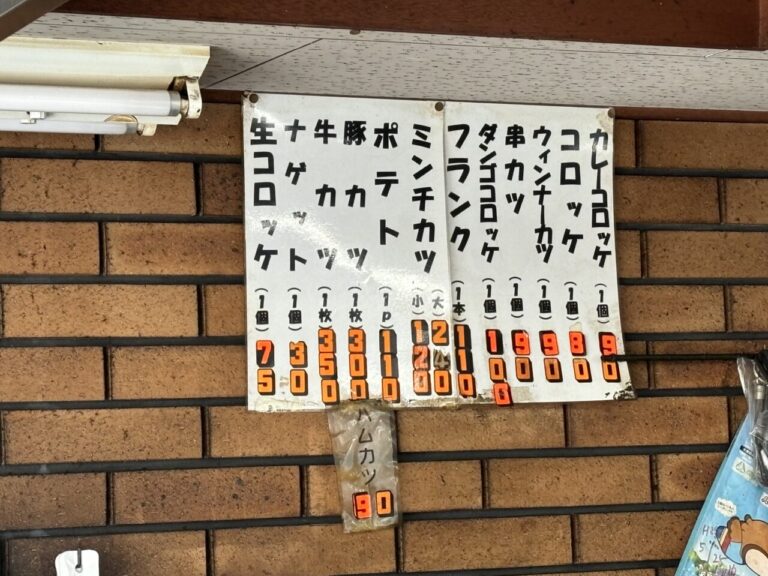 カレーコロッケ(1個)90
コロッケ(1個)80
ウィンナーカツ(1個)90
串カツ(1個)90
ダンゴコロッケ(1個)100
フランク(1本)110
ミンチカツ(大)240
(小)120
ポテト(1P)110
豚カツ(1枚)300
牛カツ(1枚)350
ナゲット(1個)30
生コロッケ(1個)75
ハムカツ
90